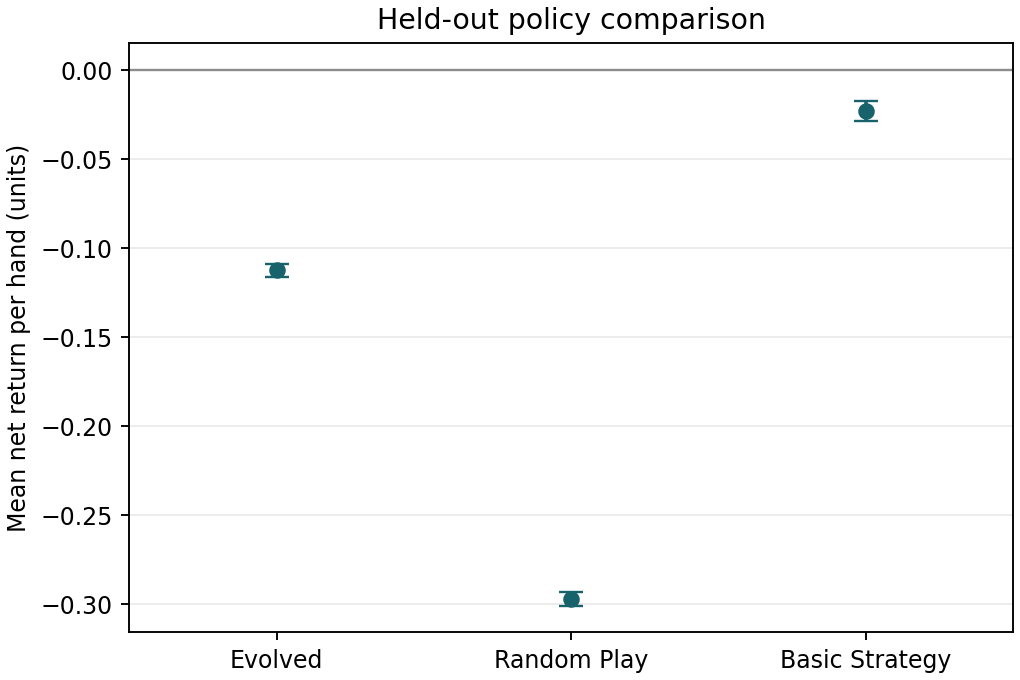 Held-out policy comparison
Mean net return per hand (units)
0.00
−0.05
−0.10
−0.15
−0.20
−0.25
−0.30
Evolved
Random Play
Basic Strategy